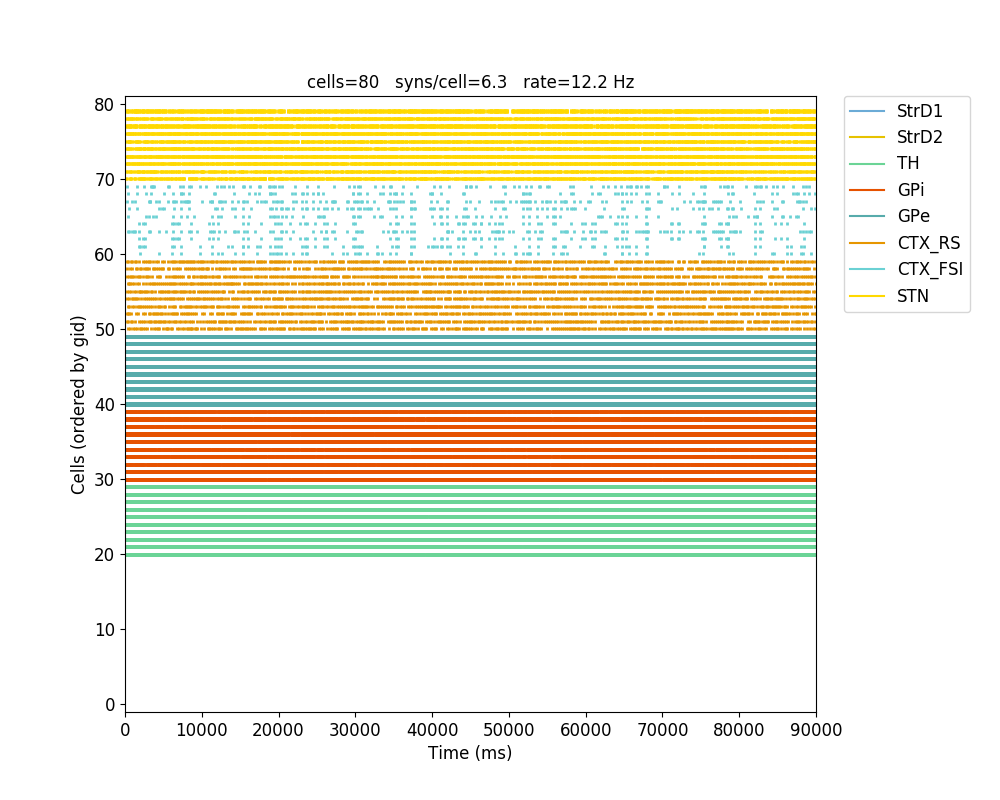 cells=80   syns/cell=6.3   rate=12.2 Hz
80
70
60
50
40
30
20
10
0
Cells (ordered by gid)
0 10000 20000 30000 40000 50000 60000 70000 80000 90000
Time (ms)
StrD1
StrD2
TH
GPi
GPe
CTX_RS
CTX_FSI
STN